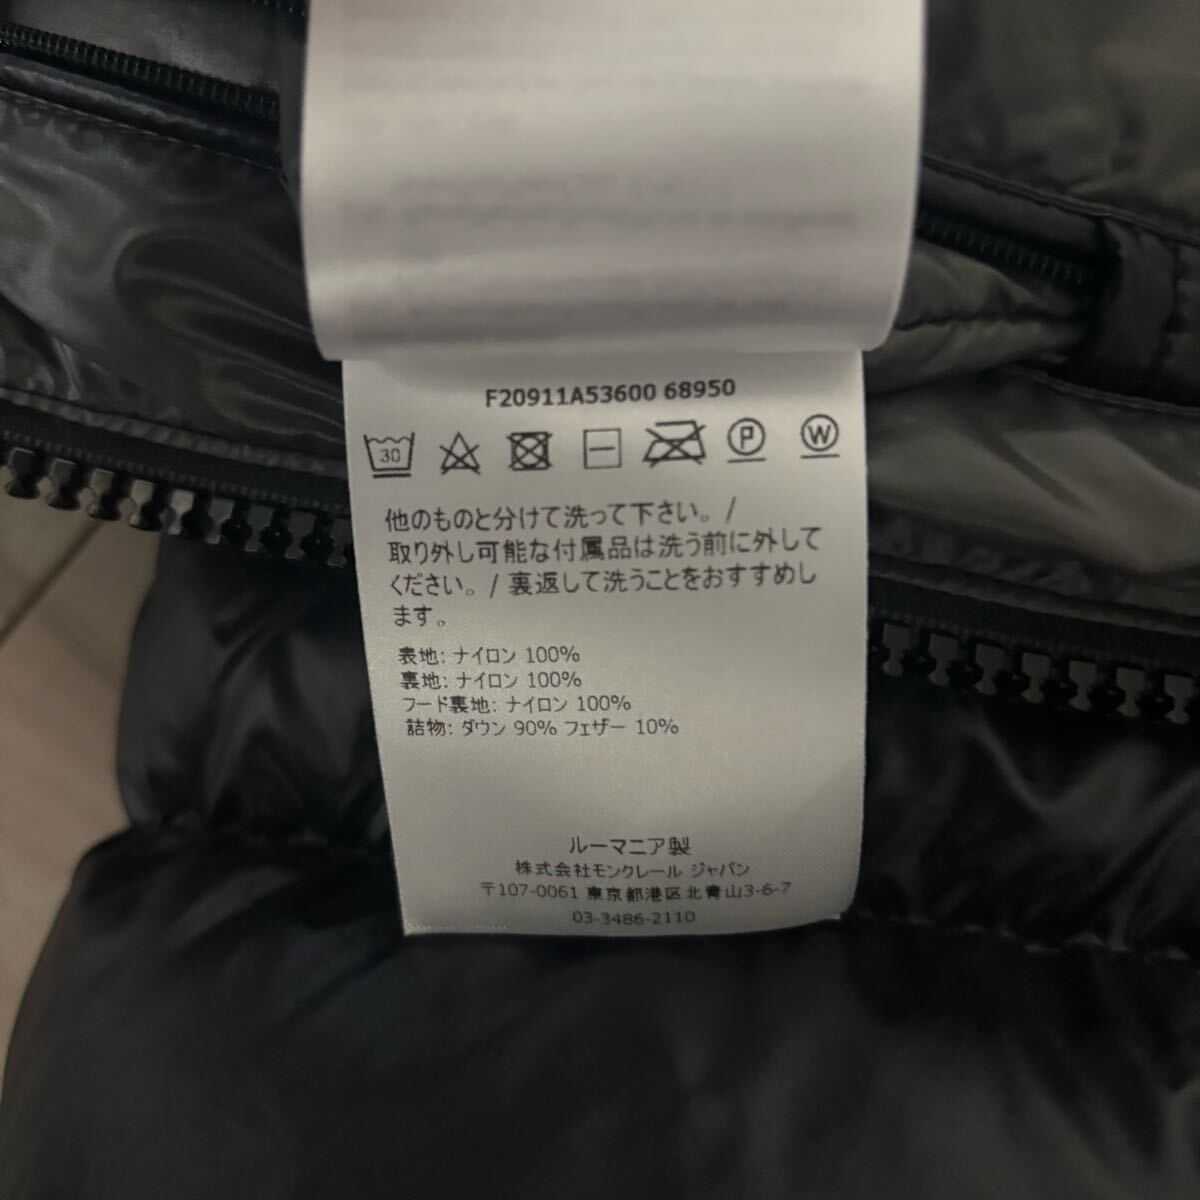 F20911A53600 68950
30
P
W
他のものと分けて洗って下さい。/
取り外し可能な付属品は洗う前に外して
ください。/ 裏返して洗うことをおすすめし
ます。
表地: ナイロン 100%
裏地: ナイロン 100%
フード裏地: ナイロン 100%
詰物: ダウン 90% フェザー 10%
ルーマニア製
株式会社モンクレール ジャパン
〒107-0061 東京都港区北青山3-6-7
03-3486-2110